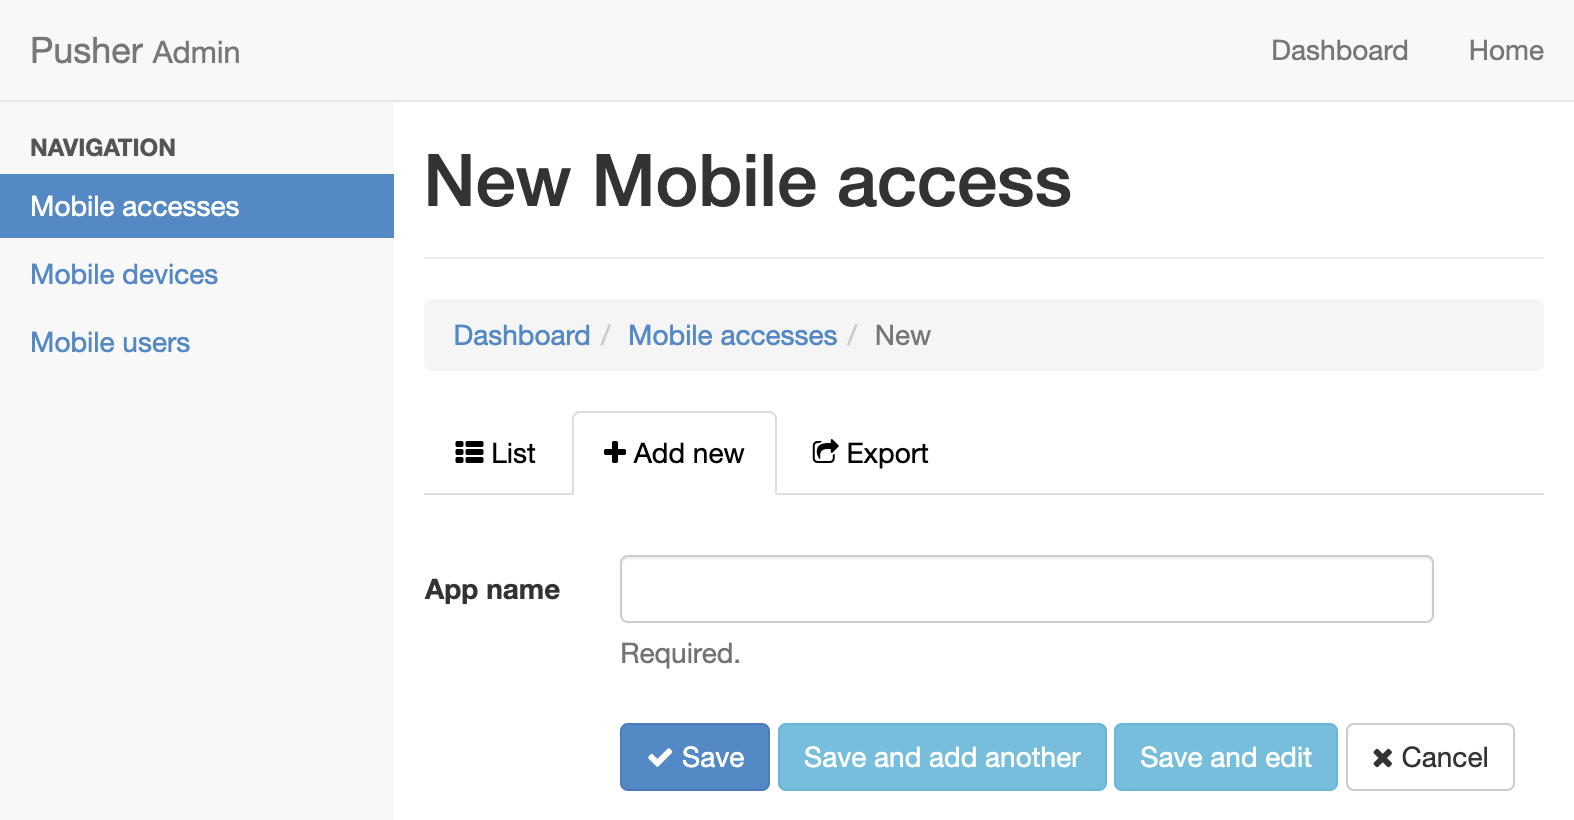 Pusher Admin
Dashboard Home
NAVIGATION
Mobile accesses
Mobile devices
Mobile users
New Mobile access
Dashboard / Mobile accesses / New
List Add new Export
App name
Required.
Save Save and add another Save and edit Cancel